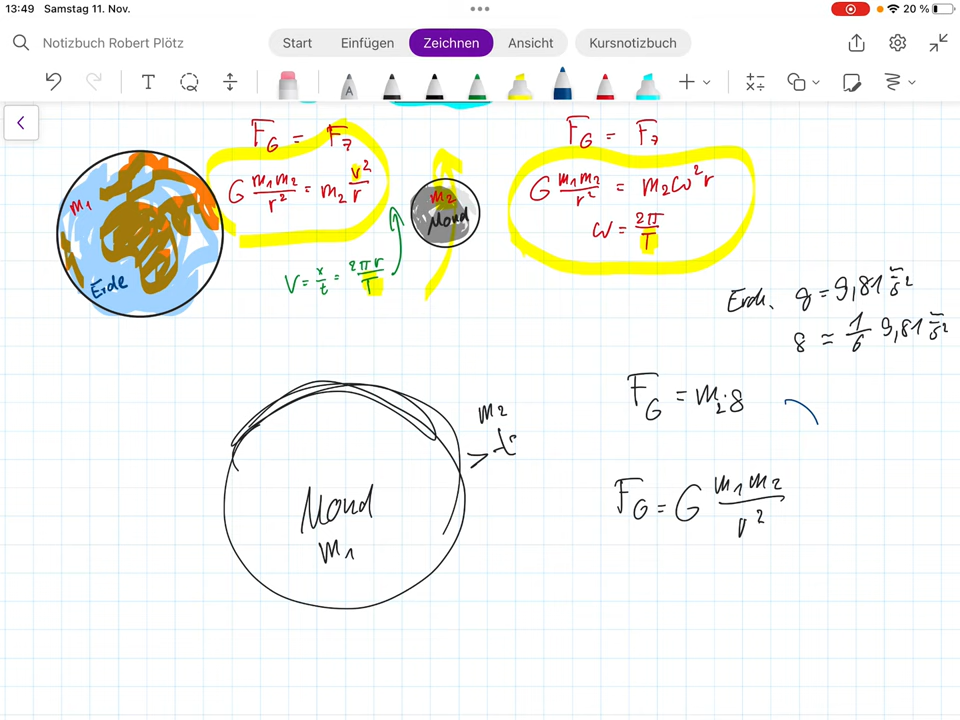 13:49 Samstag 11. Nov.
20 %
Notizbuch Robert Plötz
Start Einfügen Zeichnen Ansicht Kursnotizbuch
T
A
F_G = F_Z
G m₁m₂/r² = m₂ v²/r
v = x/t = 2πr/T
m₁
Erde
m₂
Mond
F_G = F_Z
G m₁m₂/r² = m₂ω²r
ω = 2π/T
Erde g = 9,81 m/s²
g ≈ 1/6 9,81 m/s²
F_G = m₂·g
F_G = G m₁m₂/r²
m₂
Mond
m₁